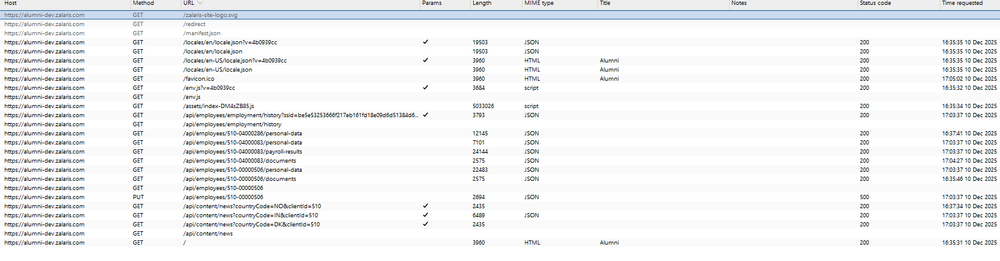 Host Method URL Params Length MIME type Title Notes Status code Time requested
https://alumni-dev.zalaris.com GET /zalaris-site-logo.svg
https://alumni-dev.zalaris.com GET /redirect
https://alumni-dev.zalaris.com GET /manifest.json
https://alumni-dev.zalaris.com GET /locales/en/locale.json?v=4b0939cc ✓ 19503 JSON 200 16:35:35 10 Dec 2025
https://alumni-dev.zalaris.com GET /locales/en/locale.json 19503 JSON 200 16:35:35 10 Dec 2025
https://alumni-dev.zalaris.com GET /locales/en-US/locale.json?v=4b0939cc ✓ 3960 HTML Alumni 200 16:35:35 10 Dec 2025
https://alumni-dev.zalaris.com GET /locales/en-US/locale.json 3960 HTML Alumni 200 16:35:35 10 Dec 2025
https://alumni-dev.zalaris.com GET /favicon.ico 3960 HTML Alumni 200 17:05:02 10 Dec 2025
https://alumni-dev.zalaris.com GET /env.js?v=4b0939cc ✓ 3684 script 200 16:35:32 10 Dec 2025
https://alumni-dev.zalaris.com GET /env.js
https://alumni-dev.zalaris.com GET /assets/index-DM4sZB85.js 5033026 script 200 16:35:34 10 Dec 2025
https://alumni-dev.zalaris.com GET /api/employees/employment/history?ssid=be5e53253666f217eb161fd18e09d6d51384d6... ✓ 3793 JSON 200 17:03:37 10 Dec 2025
https://alumni-dev.zalaris.com GET /api/employees/employment/history
https://alumni-dev.zalaris.com GET /api/employees/510-04000286/personal-data 12145 JSON 200 16:37:41 10 Dec 2025
https://alumni-dev.zalaris.com GET /api/employees/510-04000083/personal-data 7101 JSON 200 17:03:37 10 Dec 2025
https://alumni-dev.zalaris.com GET /api/employees/510-04000083/payroll-results 24144 JSON 200 17:03:37 10 Dec 2025
https://alumni-dev.zalaris.com GET /api/employees/510-04000083/documents 2575 JSON 200 17:04:27 10 Dec 2025
https://alumni-dev.zalaris.com GET /api/employees/510-00000506/personal-data 22483 JSON 200 17:03:37 10 Dec 2025
https://alumni-dev.zalaris.com GET /api/employees/510-00000506/documents 2575 JSON 200 16:35:46 10 Dec 2025
https://alumni-dev.zalaris.com GET /api/employees/510-00000506
https://alumni-dev.zalaris.com PUT /api/employees/510-00000506 2694 JSON 500 17:03:37 10 Dec 2025
https://alumni-dev.zalaris.com GET /api/content/news?countryCode=NO&clientId=510 ✓ 2435 200 16:37:34 10 Dec 2025
https://alumni-dev.zalaris.com GET /api/content/news?countryCode=IN&clientId=510 ✓ 6489 JSON 200 17:03:37 10 Dec 2025
https://alumni-dev.zalaris.com GET /api/content/news?countryCode=DK&clientId=510 ✓ 2435 200 17:03:37 10 Dec 2025
https://alumni-dev.zalaris.com GET /api/content/news
https://alumni-dev.zalaris.com GET / 3960 HTML Alumni 200 16:35:31 10 Dec 2025